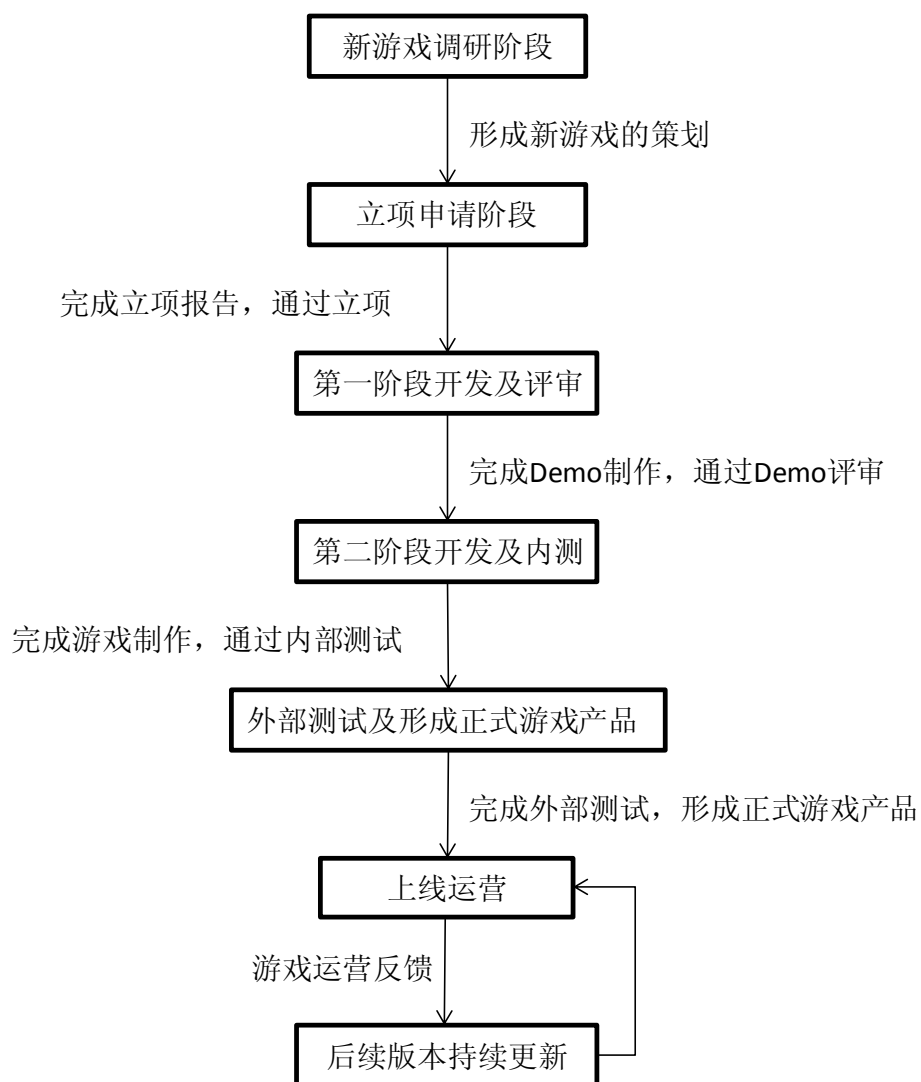 新游戏调研阶段
形成新游戏的策划
立项申请阶段
完成立项报告，通过立项
第一阶段开发及评审
完成Demo制作，通过Demo评审
第二阶段开发及内测
完成游戏制作，通过内部测试
外部测试及形成正式游戏产品
完成外部测试，形成正式游戏产品
上线运营
游戏运营反馈
后续版本持续更新